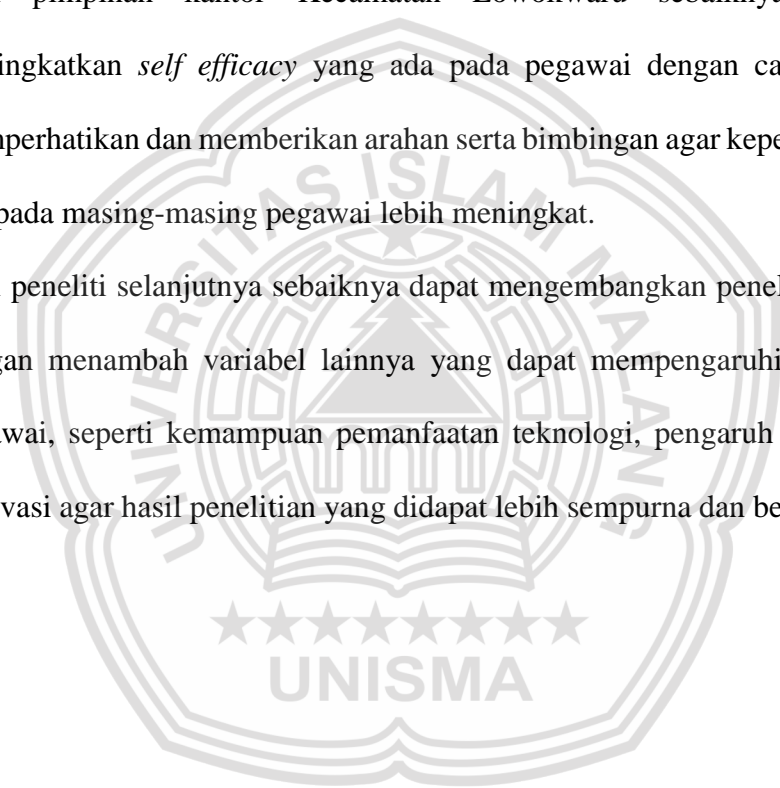 pimpinan kantor Kecamatan Lowokwaru sebaiknya
ingkatkan self efficacy yang ada pada pegawai dengan ca
perhatikan dan memberikan arahan serta bimbingan agar kepe
pada masing-masing pegawai lebih meningkat.
peneliti selanjutnya sebaiknya dapat mengembangkan penel
gan menambah variabel lainnya yang dapat mempengaruhi
awai, seperti kemampuan pemanfaatan teknologi, pengaruh
vasi agar hasil penelitian yang didapat lebih sempurna dan be
UNIVERSITAS ISLAM MALANG
UNISMA